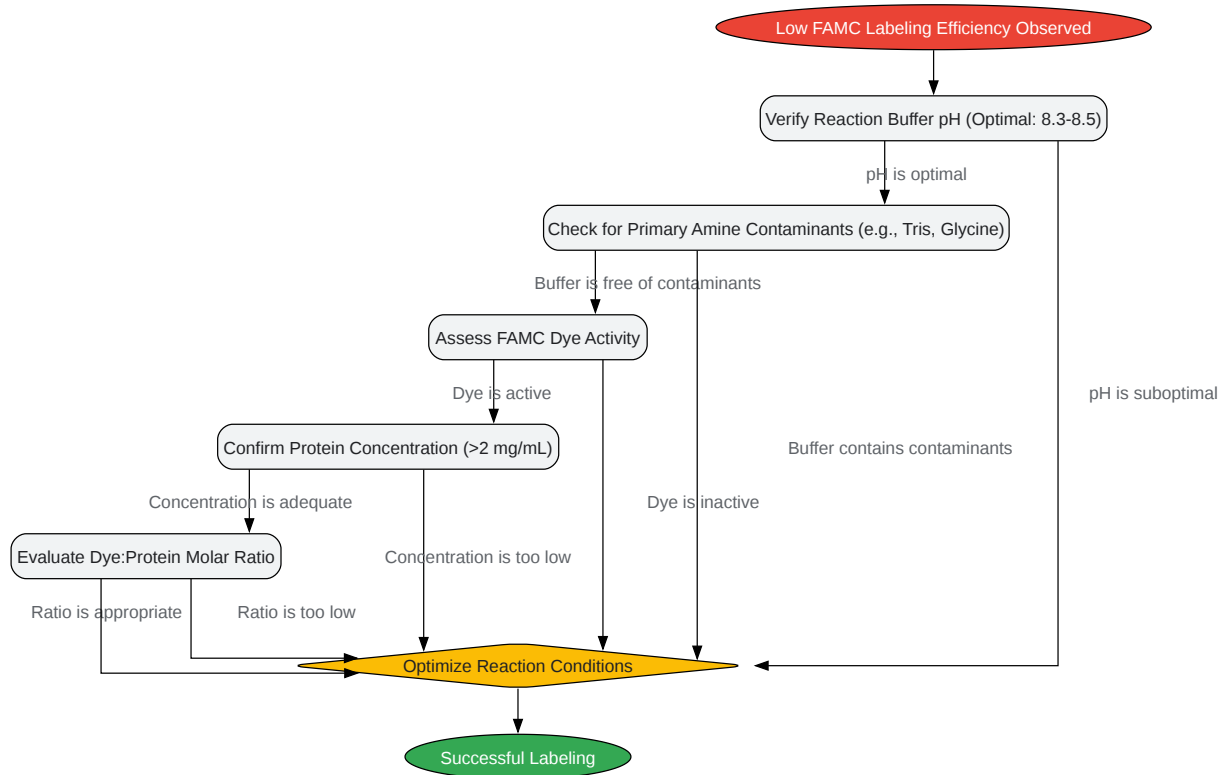 Low FAMC Labeling Efficiency Observed
Verify Reaction Buffer pH (Optimal: 8.3-8.5)
pH is optimal
Check for Primary Amine Contaminants (e.g., Tris, Glycine)
Buffer is free of contaminants
Assess FAMC Dye Activity
Dye is active
pH is suboptimal
Confirm Protein Concentration (>2 mg/mL)
Buffer contains contaminants
Concentration is adequate
Dye is inactive
Evaluate Dye:Protein Molar Ratio
Concentration is too low
Ratio is appropriate
Ratio is too low
Optimize Reaction Conditions
Successful Labeling